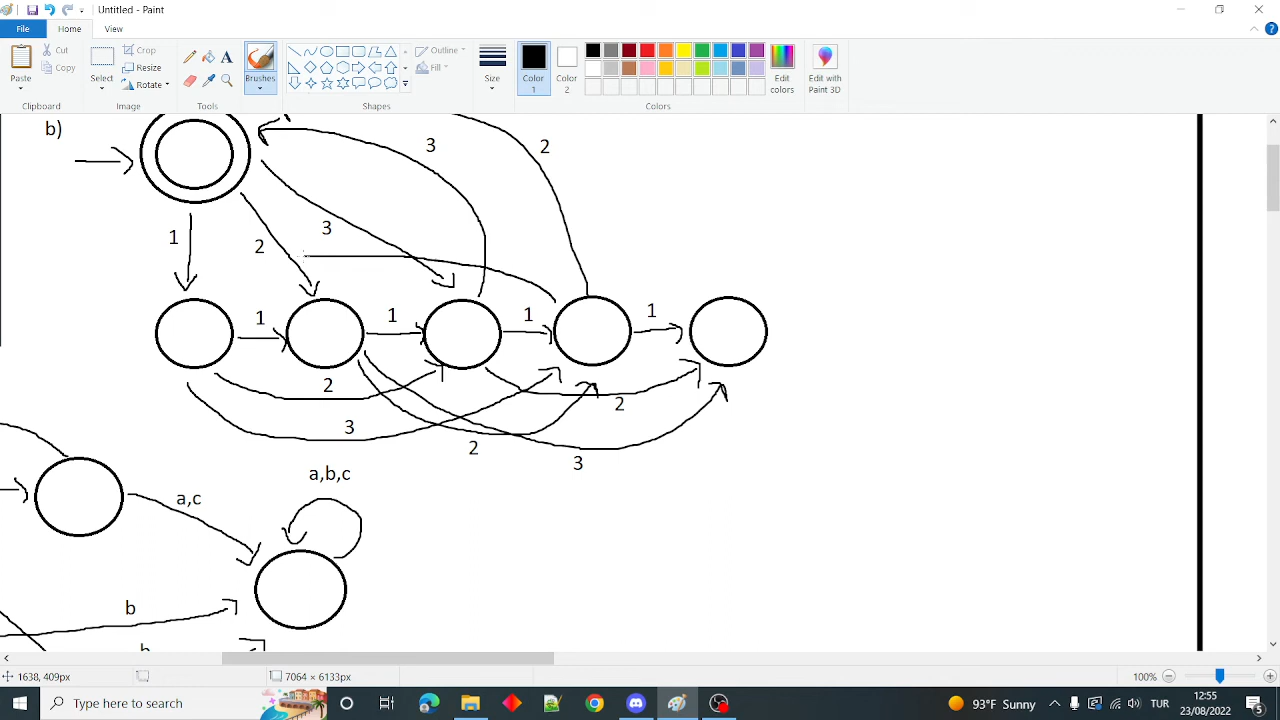 Untitled - Paint
File Home View
Paste
Cut
Copy
Clipboard
Select
Crop
Resize
Rotate
Image
A
Tools
Brushes
Outline
Fill
Shapes
Size
Color
1
Color
2
Edit
colors
Colors
Edit with
Paint 3D
b)
3
2
1
2
3
1
1
1
1
2
2
3
2
3
a,b,c
a,c
b
b
1638, 409px
7064 × 6133px
100%
Type here to search
93°F Sunny
TUR
12:55
23/08/2022
5